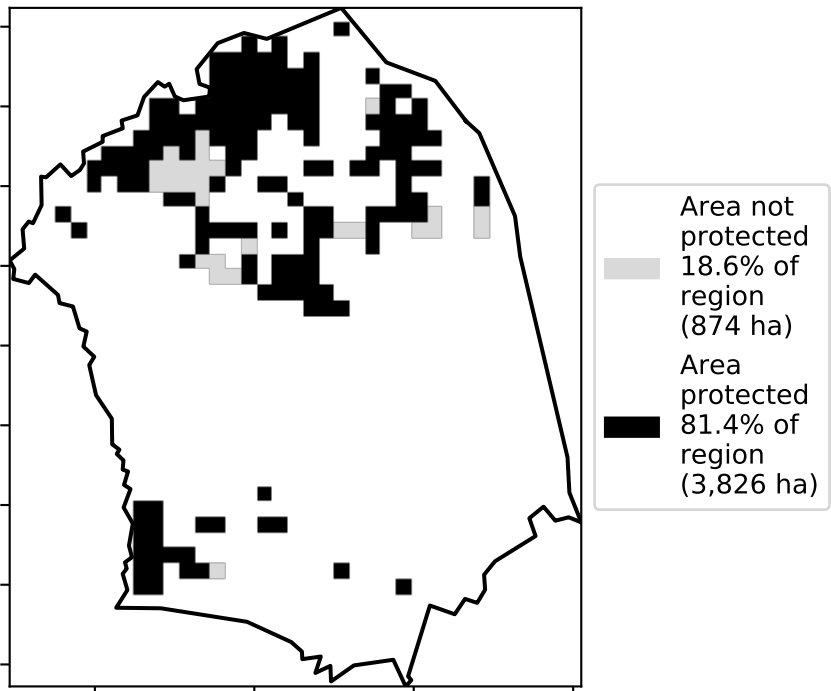 Area not
protected
18.6% of
region
(874 ha)
Area
protected
81.4% of
region
(3,826 ha)